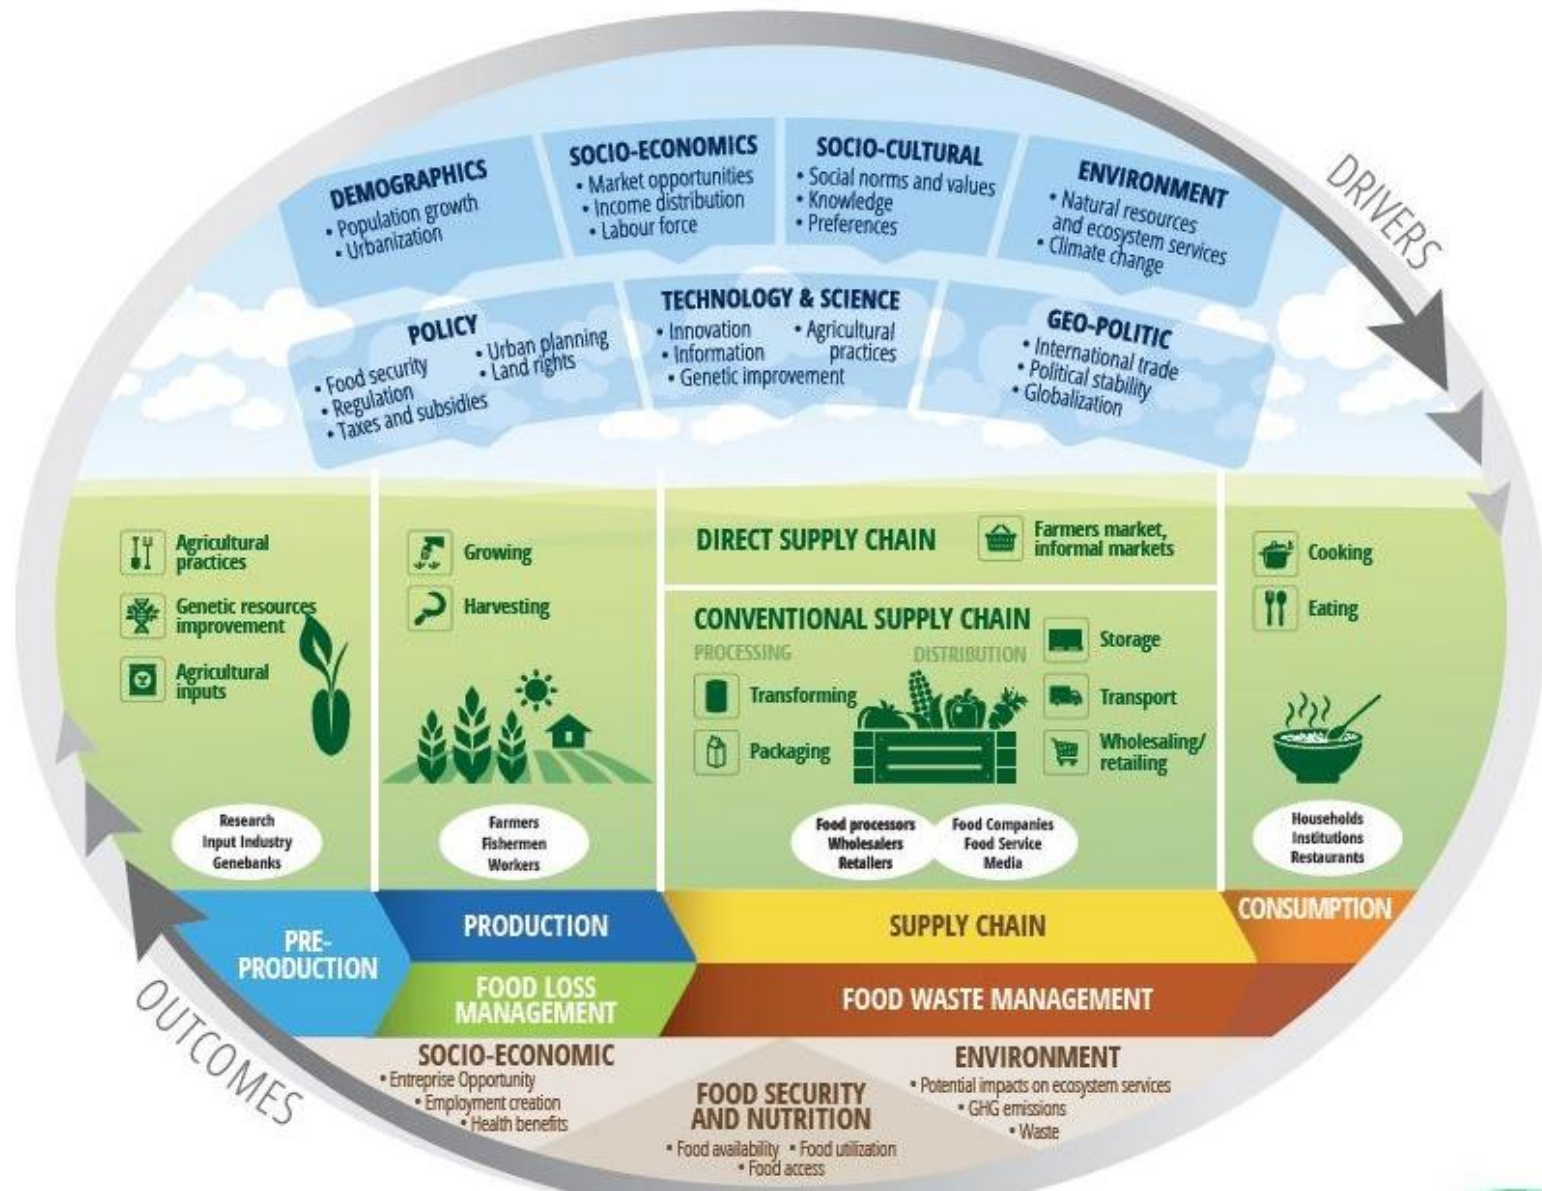 DRIVERS
DEMOGRAPHICS
• Population growth
• Urbanization
SOCIO-ECONOMICS
• Market opportunities
• Income distribution
• Labour force
SOCIO-CULTURAL
• Social norms and values
• Knowledge
• Preferences
ENVIRONMENT
• Natural resources
and ecosystem services
• Climate change
POLICY
• Food security
• Regulation
• Taxes and subsidies
• Urban planning
• Land rights
TECHNOLOGY & SCIENCE
• Innovation
• Information
• Genetic improvement
• Agricultural
practices
GEO-POLITIC
• International trade
• Political stability
• Globalization
Agricultural
practices
Genetic resources
improvement
Agricultural
inputs
Research
Input Industry
Genebanks
Growing
Harvesting
Farmers
Fishermen
Workers
DIRECT SUPPLY CHAIN
Farmers market,
informal markets
CONVENTIONAL SUPPLY CHAIN
PROCESSING
Transforming
Packaging
DISTRIBUTION
Storage
Transport
Wholesaling/
retailing
Food processors
Wholesalers
Retailers
Food Companies
Food Service
Media
Cooking
Eating
Households
Institutions
Restaurants
PRE-
PRODUCTION
PRODUCTION
SUPPLY CHAIN
CONSUMPTION
FOOD LOSS
MANAGEMENT
FOOD WASTE MANAGEMENT
OUTCOMES
SOCIO-ECONOMIC
• Entreprise Opportunity
• Employment creation
• Health benefits
FOOD SECURITY
AND NUTRITION
• Food availability • Food utilization
• Food access
ENVIRONMENT
• Potential impacts on ecosystem services
• GHG emissions
• Waste